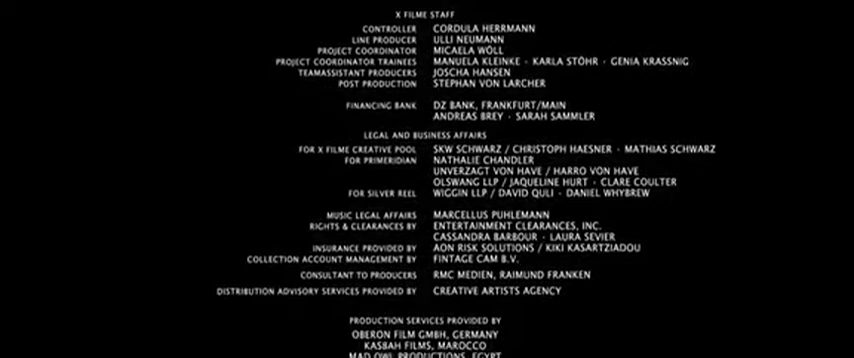 X FILME STAFF
CONTROLLER CORDULA HERRMANN
LINE PRODUCER ULLI NEUMANN
PROJECT COORDINATOR MICAELA WÖLL
PROJECT COORDINATOR TRAINEES MANUELA KLEINKE · KARLA STÖHR · GENIA KRASSNIG
TEAMASSISTANT PRODUCERS JOSCHA HANSEN
POST PRODUCTION STEPHAN VON LARCHER
FINANCING BANK DZ BANK, FRANKFURT/MAIN
ANDREAS BREY · SARAH SAMMLER
LEGAL AND BUSINESS AFFAIRS
FOR X FILME CREATIVE POOL SKW SCHWARZ / CHRISTOPH HAESNER · MATHIAS SCHWARZ
FOR PRIMERIDIAN NATHALIE CHANDLER
UNVERZAGT VON HAVE / HARRO VON HAVE
OLSWANG LLP / JAQUELINE HURT · CLARE COULTER
FOR SILVER REEL WIGGIN LLP / DAVID QULI · DANIEL WHYBREW
MUSIC LEGAL AFFAIRS MARCELLUS PUHLEMANN
RIGHTS & CLEARANCES BY ENTERTAINMENT CLEARANCES, INC.
CASSANDRA BARBOUR · LAURA SEVIER
INSURANCE PROVIDED BY AON RISK SOLUTIONS / KIKI KASARTZIADOU
COLLECTION ACCOUNT MANAGEMENT BY FINTAGE CAM B.V.
CONSULTANT TO PRODUCERS RMC MEDIEN, RAIMUND FRANKEN
DISTRIBUTION ADVISORY SERVICES PROVIDED BY CREATIVE ARTISTS AGENCY
PRODUCTION SERVICES PROVIDED BY
OBERON FILM GMBH, GERMANY
KASBAH FILMS, MAROCCO
MAD OWL PRODUCTIONS, EGYPT